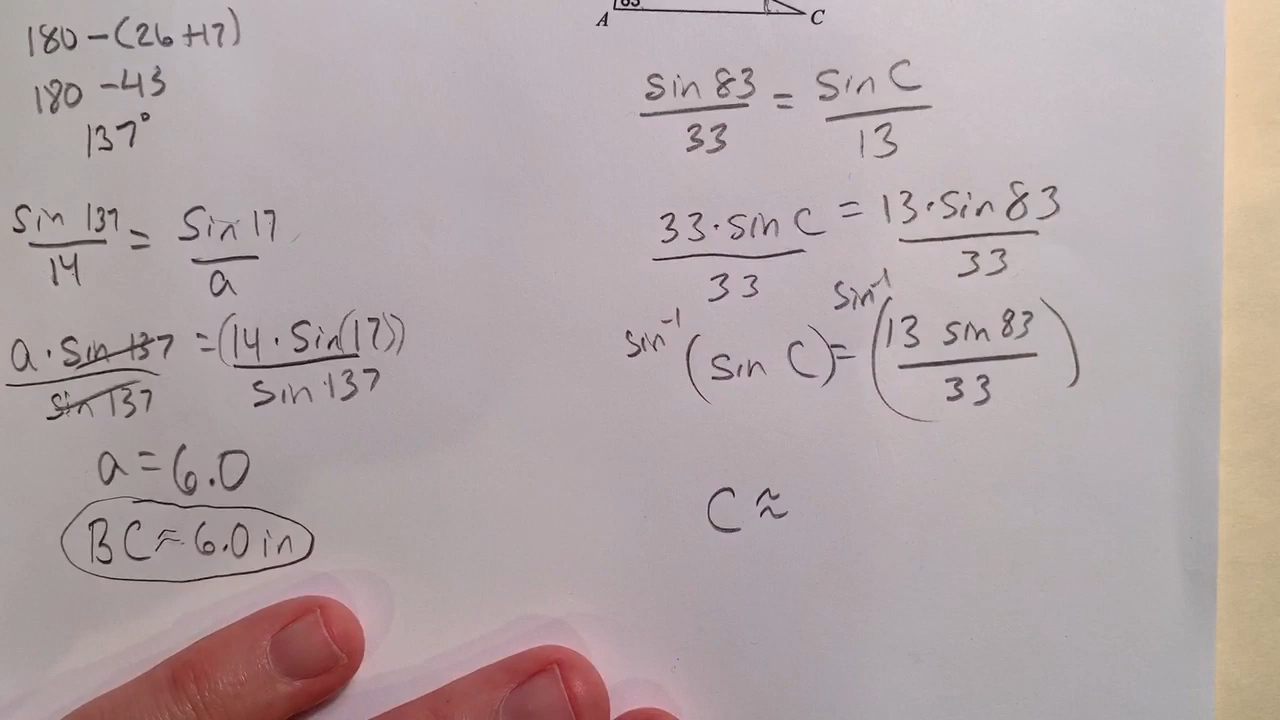 180 - (26 + 17)
180 - 43
137°
sin 137 / 14 = Sin 17 / a
a · Sin 137 / sin 137 = (14 · Sin(17)) / Sin 137
a = 6.0
BC ≈ 6.0 in
A 83 C
sin 83 / 33 = Sin C / 13
33 · sin C / 33 = 13 · Sin 83 / 33
sin⁻¹ (sin C) = sin⁻¹ (13 sin 83 / 33)
C ≈